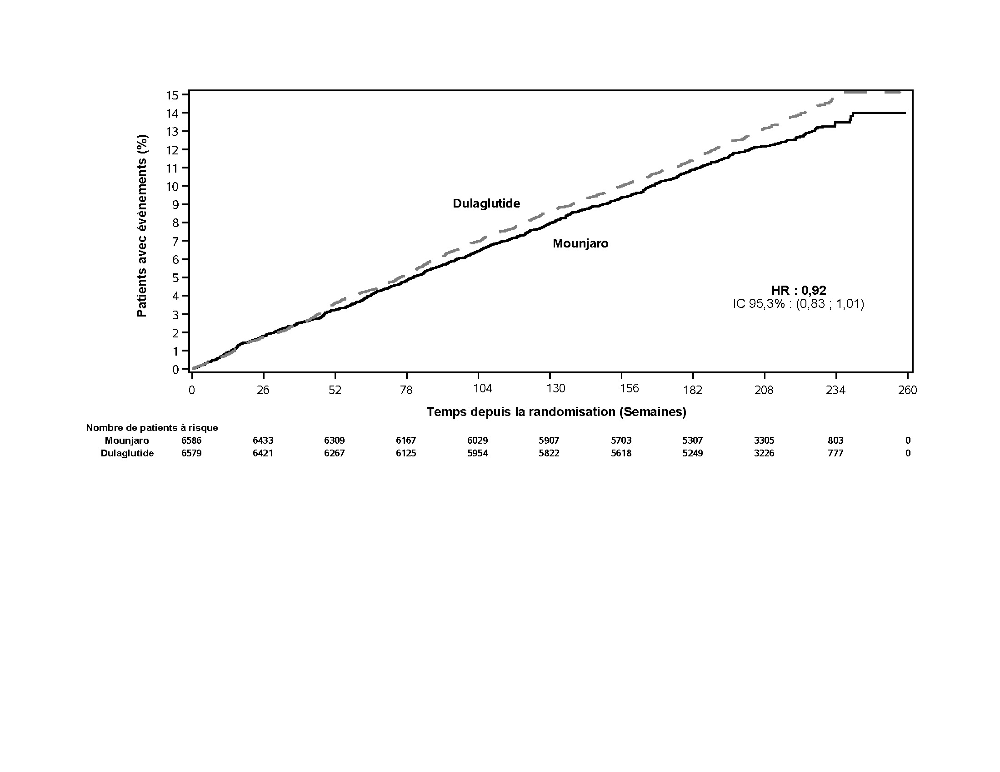 Patients avec évènements (%)
15
14
13
12
11
10
9
8
7
6
5
4
3
2
1
0
Dulaglutide
Mounjaro
HR : 0,92
IC 95,3% : (0,83 ; 1,01)
0 26 52 78 104 130 156 182 208 234 260
Temps depuis la randomisation (Semaines)
Nombre de patients à risque
Mounjaro 6586 6433 6309 6167 6029 5907 5703 5307 3305 803 0
Dulaglutide 6579 6421 6267 6125 5954 5822 5618 5249 3226 777 0